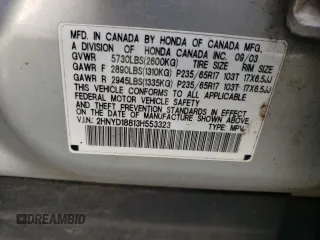 MFD. IN CANADA BY HONDA OF CANADA MFG.,
A DIVISION OF HONDA CANADA INC. 09/03
GVWR 5730LBS(2600KG) TIRE SIZE RIM SIZE
GAWR F 2890LBS(1310KG) P235/65R17 103T 17X6.5JJ
GAWR R 2945LBS(1335KG) P235/65R17 103T 17X6.5JJ
THIS VEHICLE CONFORMS TO ALL APPLICABLE
FEDERAL MOTOR VEHICLE SAFETY AND
THEFT PREVENTION STANDARDS IN EFFECT
ON THE DATE OF MANUFACTURE SHOWN ABOVE.
V.I.N.: 2HNYD18813H553323 TYPE MPV
© 2024 BIDINFO